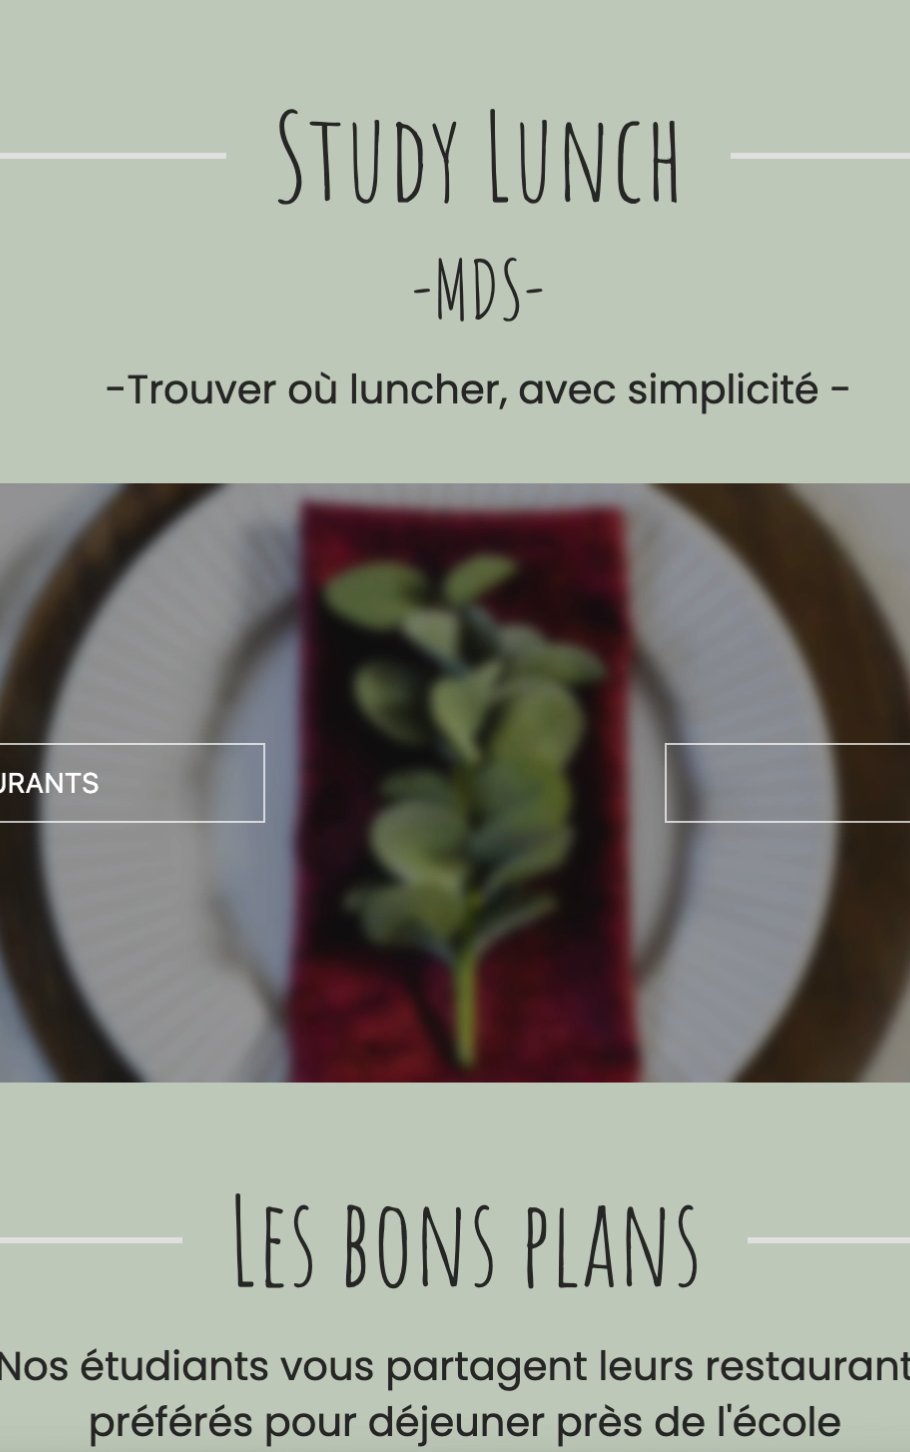 Study Lunch
-MDS-
-Trouver où luncher, avec simplicité -
URANTS
Les bons plans
Nos étudiants vous partagent leurs restaurant
préférés pour déjeuner près de l'école